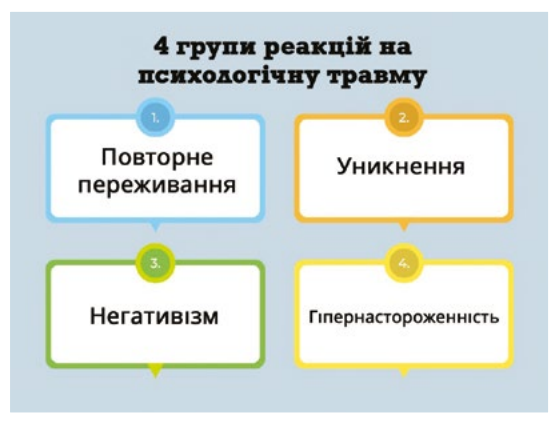 4 групи реакцій на
психологічну травму
1.
Повторне
переживання
2.
Уникнення
3.
Негативізм
4.
Гіпернастороженність